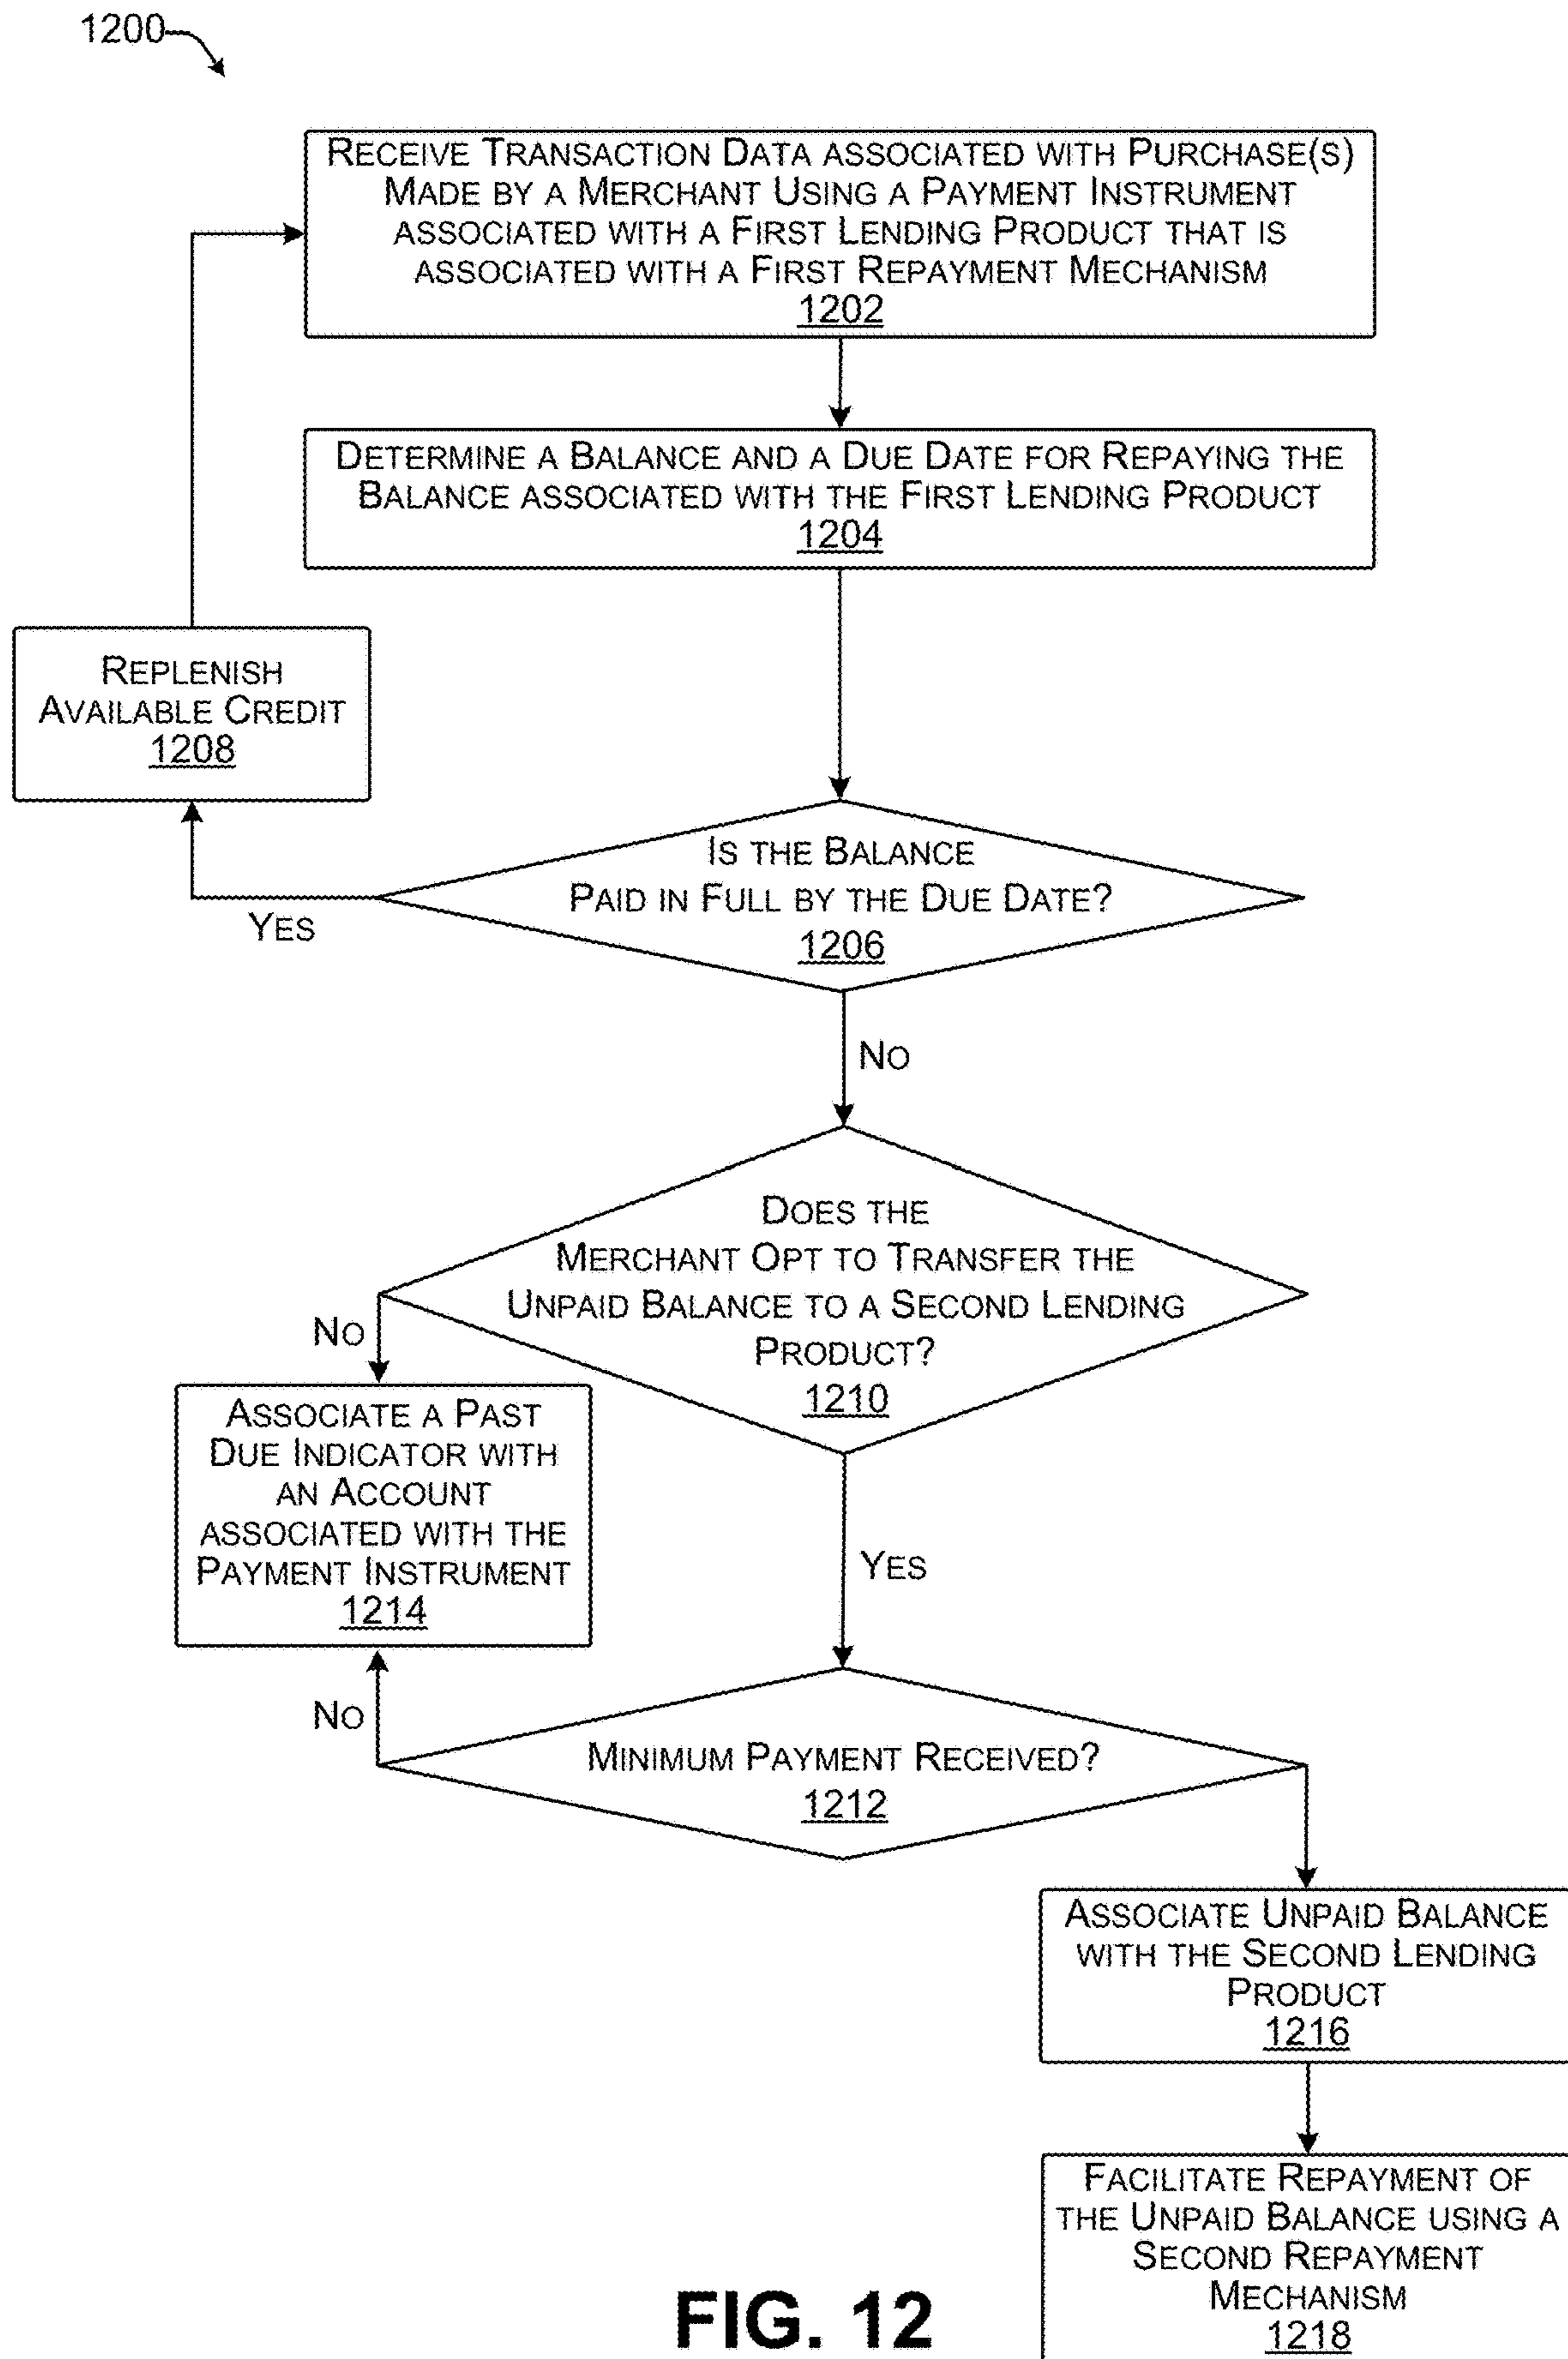 1200
RECEIVE TRANSACTION DATA ASSOCIATED WITH PURCHASE(S)
MADE BY A MERCHANT USING A PAYMENT INSTRUMENT
ASSOCIATED WITH A FIRST LENDING PRODUCT THAT IS
ASSOCIATED WITH A FIRST REPAYMENT MECHANISM
1202
DETERMINE A BALANCE AND A DUE DATE FOR REPAYING THE
BALANCE ASSOCIATED WITH THE FIRST LENDING PRODUCT
1204
REPLENISH
AVAILABLE CREDIT
1208
IS THE BALANCE
PAID IN FULL BY THE DUE DATE?
1206
YES
NO
DOES THE
MERCHANT OPT TO TRANSFER THE
UNPAID BALANCE TO A SECOND LENDING
PRODUCT?
1210
NO
ASSOCIATE A PAST
DUE INDICATOR WITH
AN ACCOUNT
ASSOCIATED WITH THE
PAYMENT INSTRUMENT
1214
YES
NO
MINIMUM PAYMENT RECEIVED?
1212
ASSOCIATE UNPAID BALANCE
WITH THE SECOND LENDING
PRODUCT
1216
FACILITATE REPAYMENT OF
THE UNPAID BALANCE USING A
SECOND REPAYMENT
MECHANISM
1218
FIG. 12